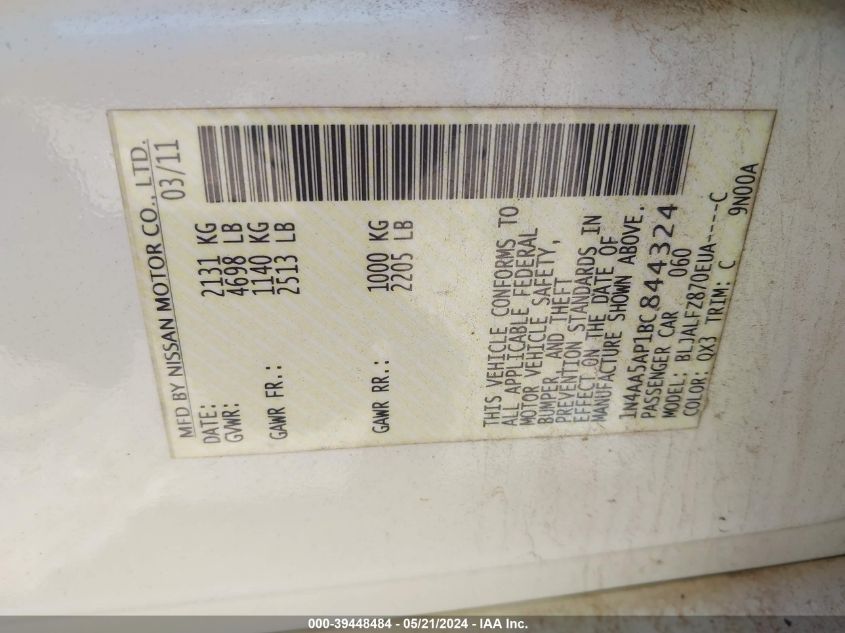 MFD BY NISSAN MOTOR CO., LTD.
DATE: 03/11
GVWR: 2131 KG
4698 LB
GAWR FR.: 1140 KG
2513 LB
GAWR RR.: 1000 KG
2205 LB
THIS VEHICLE CONFORMS TO
ALL APPLICABLE FEDERAL
MOTOR VEHICLE SAFETY,
BUMPER, AND THEFT
PREVENTION STANDARDS IN
EFFECT ON THE DATE OF
MANUFACTURE SHOWN ABOVE.
1N4AA5AP1BC844324
PASSENGER CAR 060
MODEL: BLJALFZ870EUA----C
COLOR: QX3 TRIM: C 9N00A
000-39448484 - 05/21/2024 - IAA Inc.